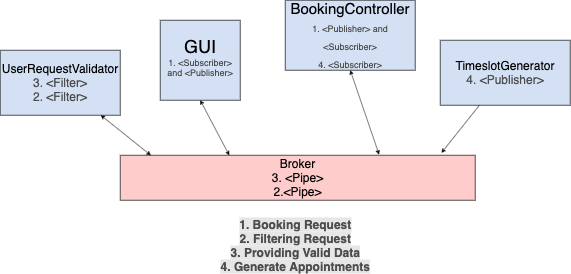 UserRequestValidator
3. <Filter>
2. <Filter>
GUI
1. <Subscriber>
and <Publisher>
BookingController
1. <Publisher> and
<Subscriber>
4. <Subscriber>
TimeslotGenerator
4. <Publisher>
Broker
3. <Pipe>
2.<Pipe>
1. Booking Request
2. Filtering Request
3. Providing Valid Data
4. Generate Appointments